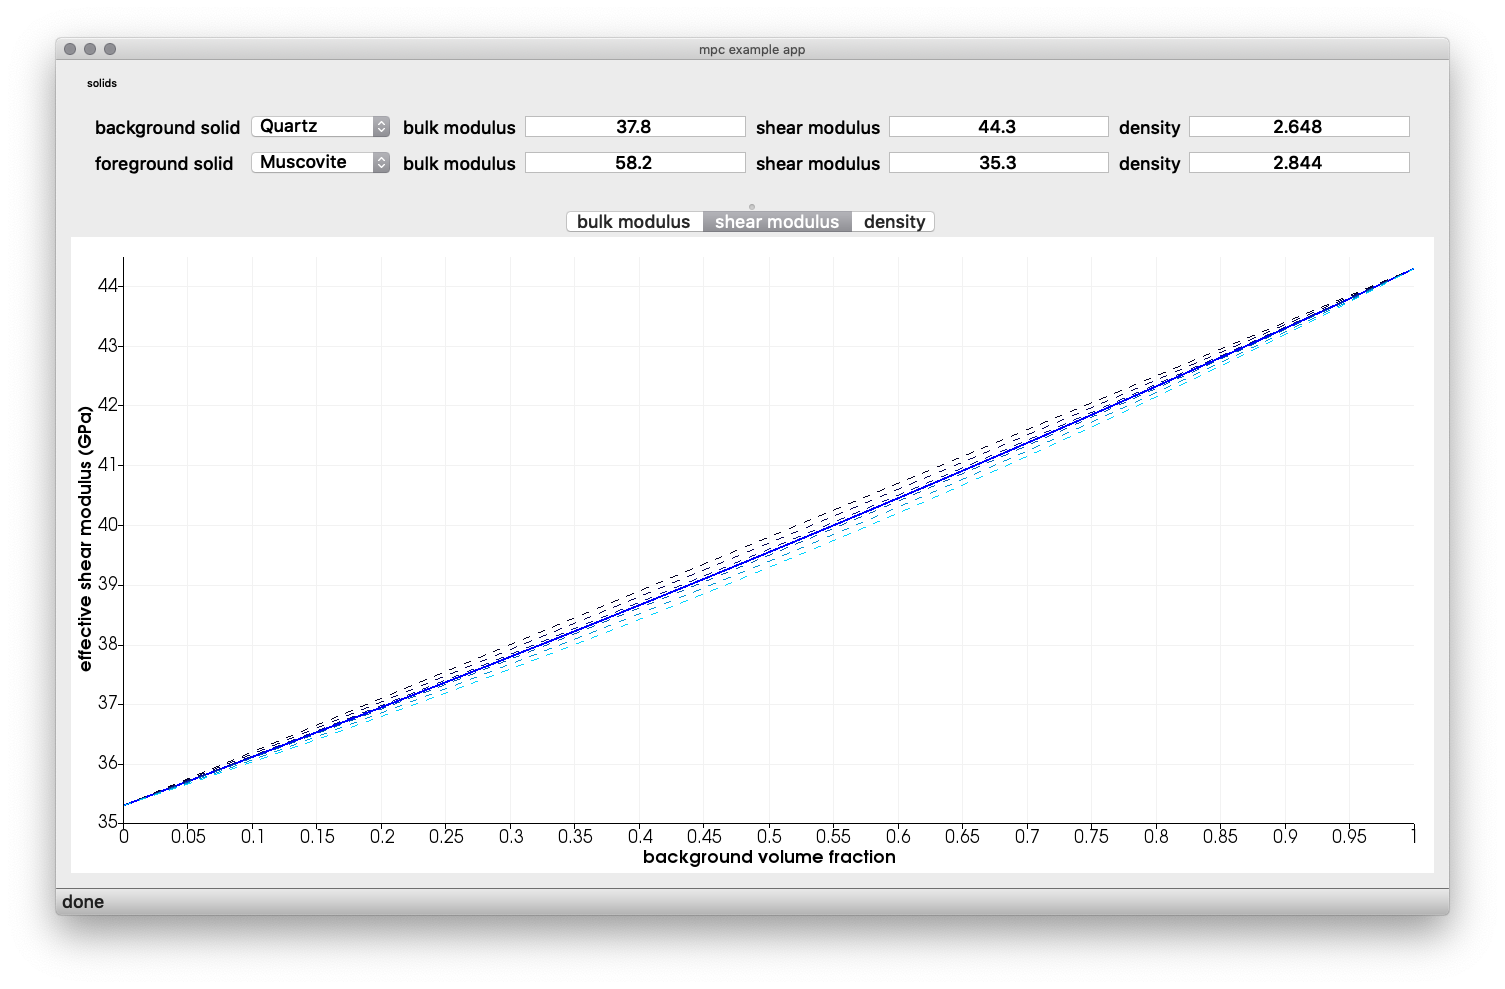 mpc example app
solids
background solid Quartz bulk modulus 37.8 shear modulus 44.3 density 2.648
foreground solid Muscovite bulk modulus 58.2 shear modulus 35.3 density 2.844
bulk modulus shear modulus density
effective shear modulus (GPa)
44
43
42
41
40
39
38
37
36
35
0 0.05 0.1 0.15 0.2 0.25 0.3 0.35 0.4 0.45 0.5 0.55 0.6 0.65 0.7 0.75 0.8 0.85 0.9 0.95 1
background volume fraction
done